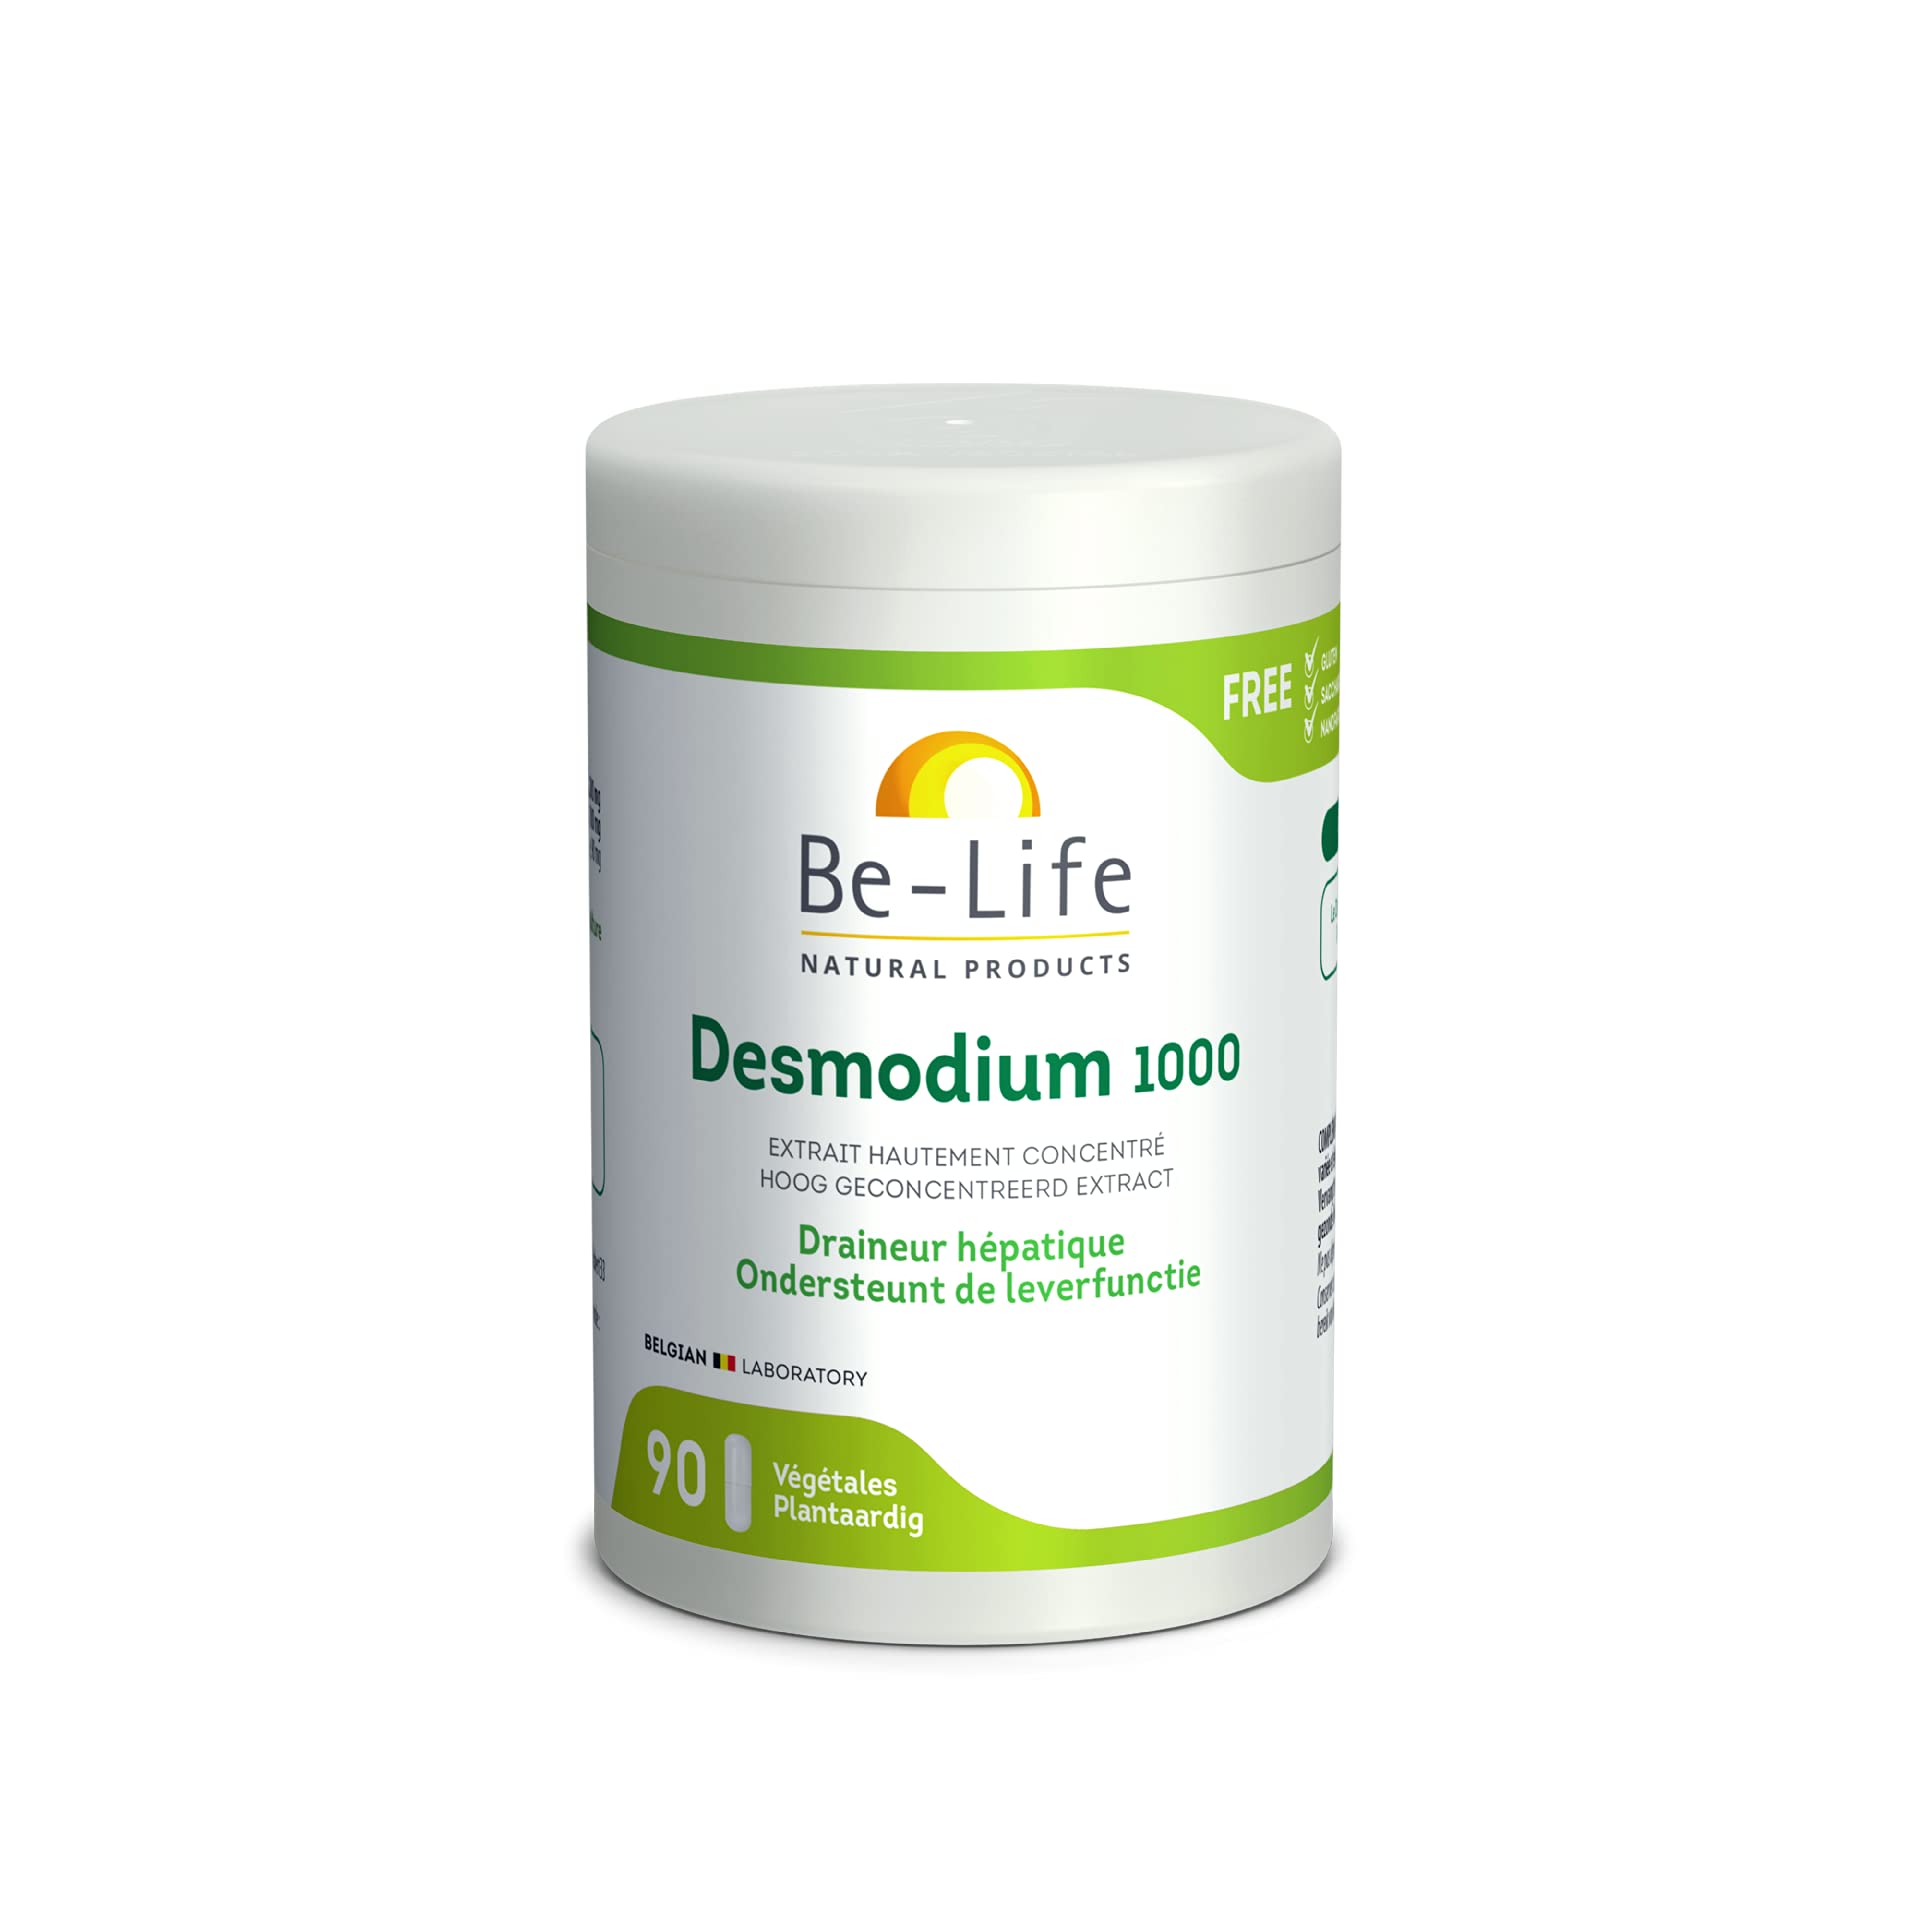 FREE
GLUTEN
Be-Life
NATURAL PRODUCTS
Desmodium 1000
EXTRAIT HAUTEMENT CONCENTRÉ
HOOG GECONCENTREERD EXTRACT
Draineur hépatique
Ondersteunt de leverfunctie
BELGIAN LABORATORY
90 Végétales
Plantaardig